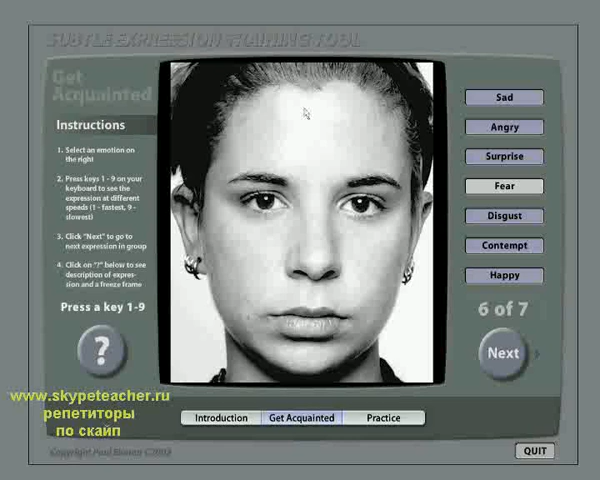 SUBTLE EXPRESSION TRAINING TOOL
Get
Acquainted
Instructions
1. Select an emotion on
the right
2. Press keys 1 - 9 on your
keyboard to see the
expression at different
speeds (1 - fastest, 9 -
slowest)
3. Click "Next" to go to
next expression in group
4. Click on "?" below to see
description of expres-
sion and a freeze frame
Press a key 1-9
?
Sad
Angry
Surprise
Fear
Disgust
Contempt
Happy
6 of 7
Next
www.skypeteacher.ru
репетиторы
по скайп
Introduction
Get Acquainted
Practice
Copyright Paul Ekman ©2003
QUIT